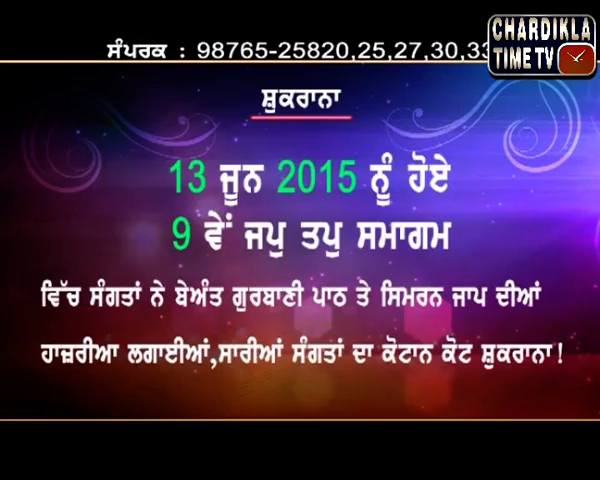 ਸੰਪਰਕ : 98765-25820,25,27,30,33
CHARDIKLA
TIME TV
ਸ਼ੁਕਰਾਨਾ
13 ਜੂਨ 2015 ਨੂੰ ਹੋਏ
9 ਵੇਂ ਜਪੁ ਤਪੁ ਸਮਾਗਮ
ਵਿੱਚ ਸੰਗਤਾਂ ਨੇ ਬੇਅੰਤ ਗੁਰਬਾਣੀ ਪਾਠ ਤੇ ਸਿਮਰਨ ਜਾਪ ਦੀਆਂ
ਹਾਜ਼ਰੀਆ ਲਗਾਈਆਂ,ਸਾਰੀਆਂ ਸੰਗਤਾਂ ਦਾ ਕੋਟਾਨ ਕੋਟ ਸ਼ੁਕਰਾਨਾ!